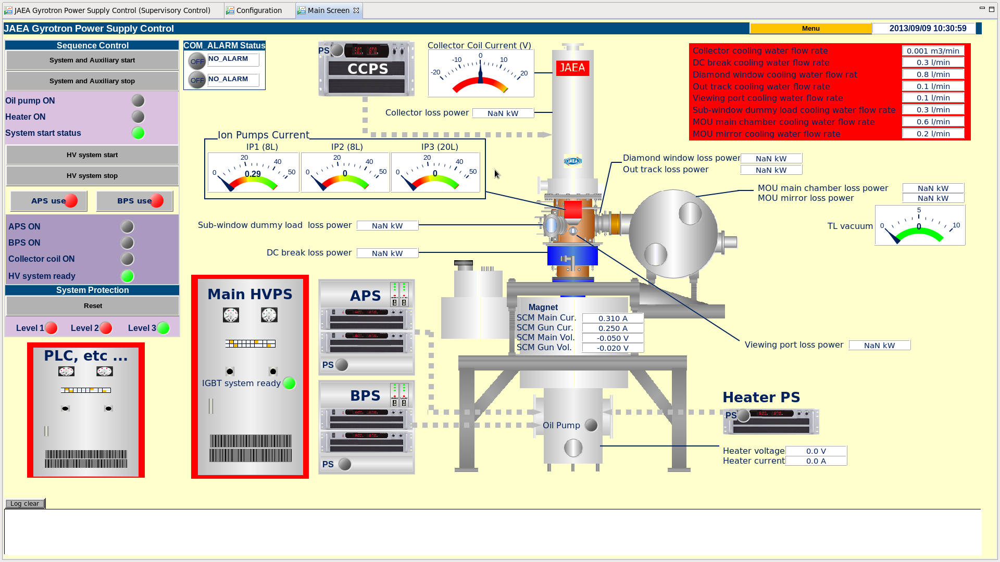 JAEA Gyrotron Power Supply Control (Supervisory Control)
Configuration
Main Screen
JAEA Gyrotron Power Supply Control
Menu
2013/09/09 10:30:59
Sequence Control
System and Auxiliary start
System and Auxiliary stop
Oil pump ON
Heater ON
System start status
HV system start
HV system stop
APS use
BPS use
APS ON
BPS ON
Collector coil ON
HV system ready
System Protection
Reset
Level 1
Level 2
Level 3
PLC, etc ...
COM_ALARM Status
OFF NO_ALARM
OFF NO_ALARM
PS
CCPS
Collector Coil Current (V)
-20 -10 0 10 20
Collector loss power NaN kW
JAEA
JAEA
Collector cooling water flow rate 0.001 m3/min
DC break cooling water flow rate 0.3 l/min
Diamond window cooling water flow rat 0.8 l/min
Out track cooling water flow rate 0.1 l/min
Viewing port cooling water flow rate 0.1 l/min
Sub-window dummy load cooling water flow rate 0.3 l/min
MOU main chamber cooling water flow rate 0.6 l/min
MOU mirror cooling water flow rate 0.2 l/min
Ion Pumps Current
IP1 (8L)
0 20 40 50
0.29
IP2 (8L)
0 20 40 50
0
IP3 (20L)
0 20 40 50
0
Diamond window loss power NaN kW
Out track loss power NaN kW
MOU main chamber loss power NaN kW
MOU mirror loss power NaN kW
TL vacuum
0 5 10
0
Sub-window dummy load loss power NaN kW
DC break loss power NaN kW
Main HVPS
IGBT system ready
APS
PS
BPS
PS
Magnet
SCM Main Cur. 0.310 A
SCM Gun Cur. 0.250 A
SCM Main Vol. -0.050 V
SCM Gun Vol. -0.020 V
Viewing port loss power NaN kW
Oil Pump
Heater PS
PS
Heater voltage 0.0 V
Heater current 0.0 A
Log clear